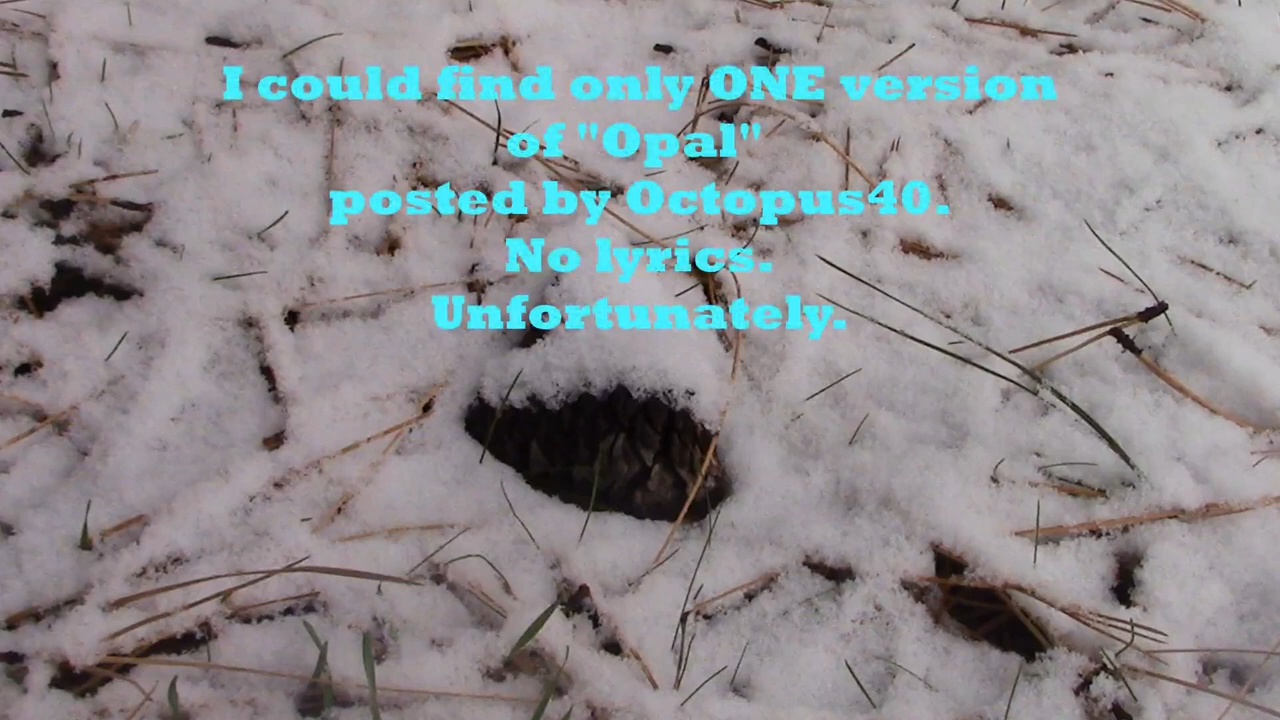 I could find only ONE version
of "Opal"
posted by Octopus40.
No lyrics.
Unfortunately.